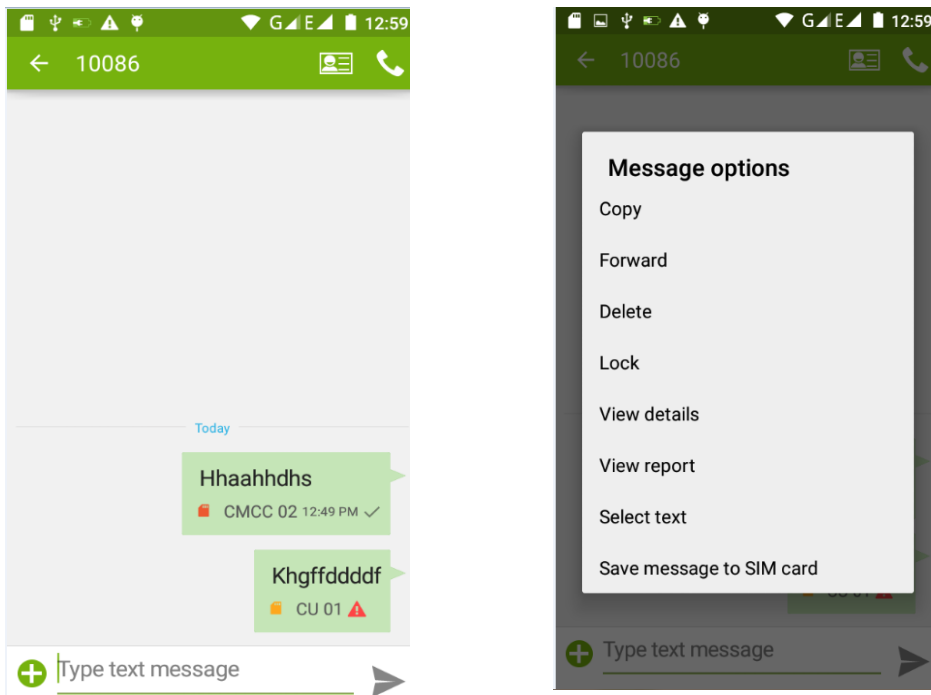 G E 12:59
10086
Today
Hhaahhdhs
CMCC 02 12:49 PM
Khgffddddf
CU 01
Type text message
G E 12:59
10086
Message options
Copy
Forward
Delete
Lock
View details
View report
Select text
Save message to SIM card
CU 01
Type text message